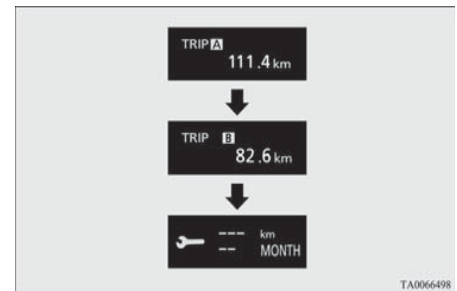 TRIP A
111.4 km
TRIP B
82.6 km
--- km
-- MONTH
TA0066498